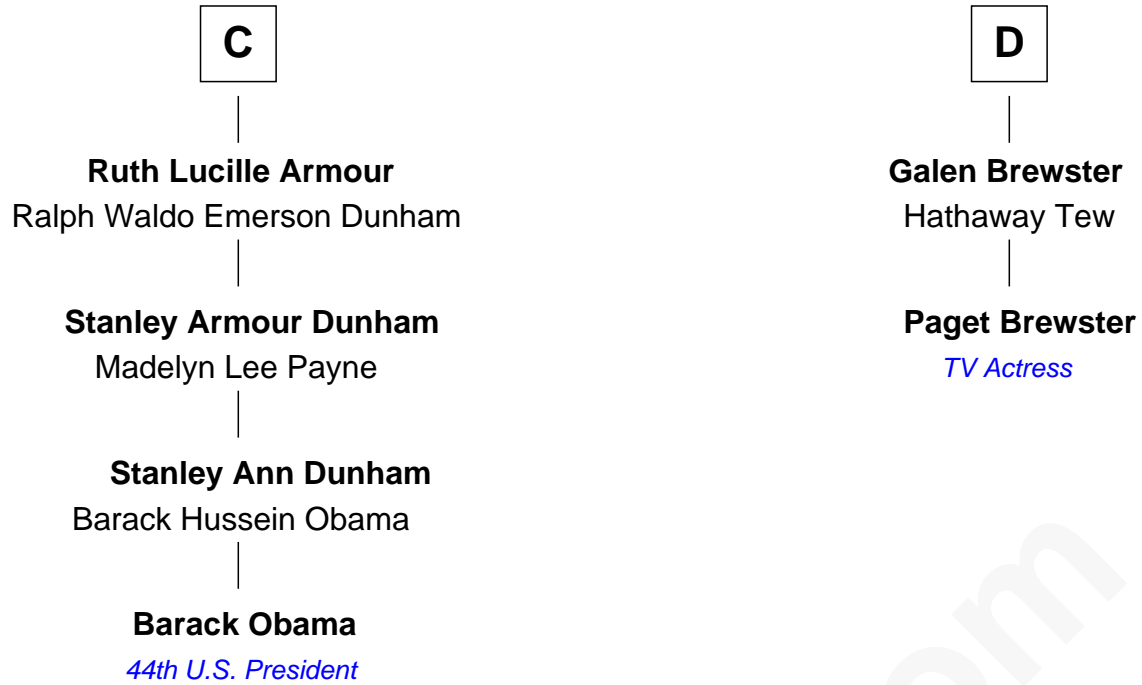 C
Ruth Lucille Armour
Ralph Waldo Emerson Dunham
Stanley Armour Dunham
Madelyn Lee Payne
Stanley Ann Dunham
Barack Hussein Obama
Barack Obama
44th U.S. President
D
Galen Brewster
Hathaway Tew
Paget Brewster
TV Actress
om